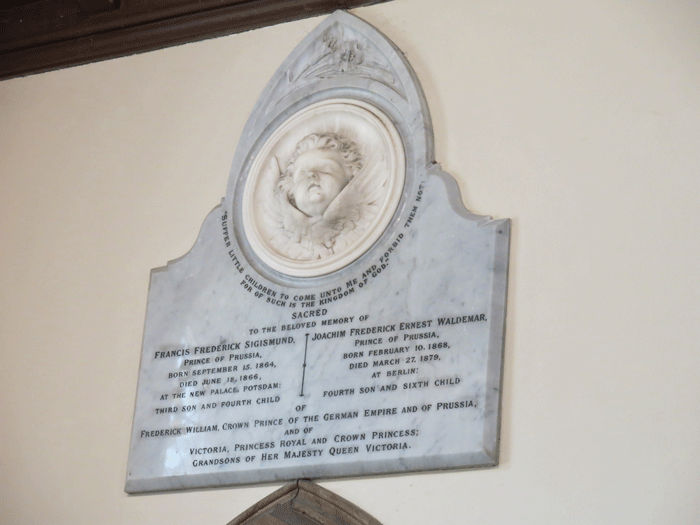 "SUFFER LITTLE CHILDREN TO COME UNTO ME AND FORBID THEM NOT
FOR OF SUCH IS THE KINGDOM OF GOD."
SACRED
TO THE BELOVED MEMORY OF
FRANCIS FREDERICK SIGISMUND,
PRINCE OF PRUSSIA,
BORN SEPTEMBER 15. 1864,
DIED JUNE 18, 1866,
AT THE NEW PALACE, POTSDAM:
THIRD SON AND FOURTH CHILD
JOACHIM FREDERICK ERNEST WALDEMAR,
PRINCE OF PRUSSIA,
BORN FEBRUARY 10. 1868,
DIED MARCH 27. 1879,
AT BERLIN:
FOURTH SON AND SIXTH CHILD
OF
FREDERICK WILLIAM, CROWN PRINCE OF THE GERMAN EMPIRE AND OF PRUSSIA,
AND OF
VICTORIA, PRINCESS ROYAL AND CROWN PRINCESS;
GRANDSONS OF HER MAJESTY QUEEN VICTORIA.